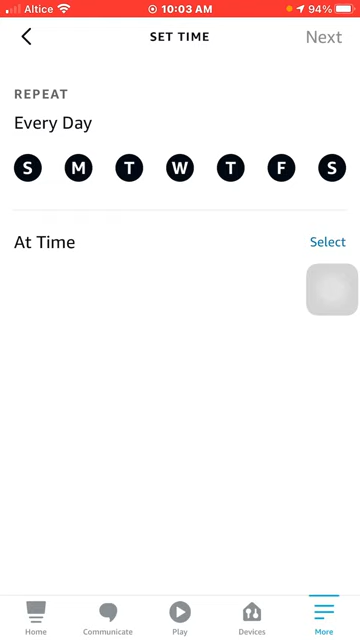 Altice 10:03 AM 94%
SET TIME Next
REPEAT
Every Day
S M T W T F S
At Time Select
Home Communicate Play Devices More